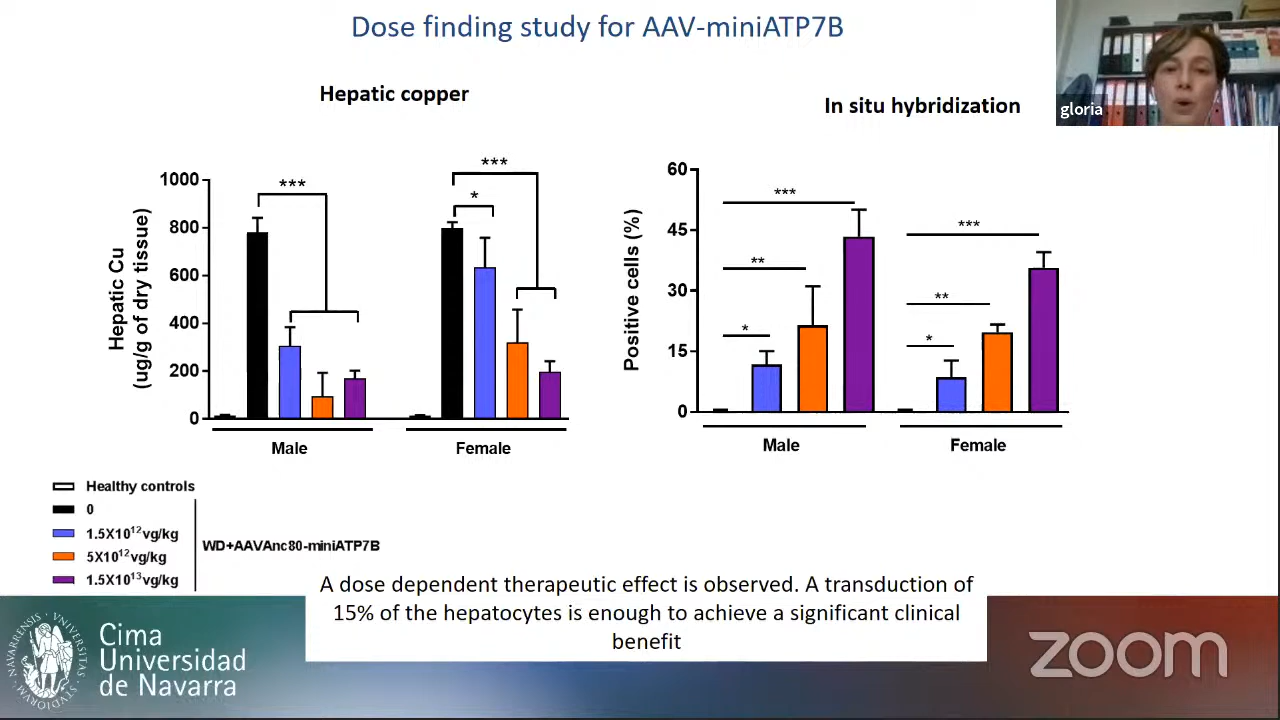 Dose finding study for AAV-miniATP7B
gloria
Hepatic copper
Hepatic Cu
(ug/g of dry tissue)
1000
800
600
400
200
0
***
***
*
Male
Female
In situ hybridization
Positive cells (%)
60
45
30
15
0
***
**
*
***
**
*
Male
Female
Healthy controls
0
1.5X10¹²vg/kg
5X10¹²vg/kg
1.5X10¹³vg/kg
WD+AAVAnc80-miniATP7B
A dose dependent therapeutic effect is observed. A transduction of
15% of the hepatocytes is enough to achieve a significant clinical
benefit
Cima
Universidad
de Navarra
zoom